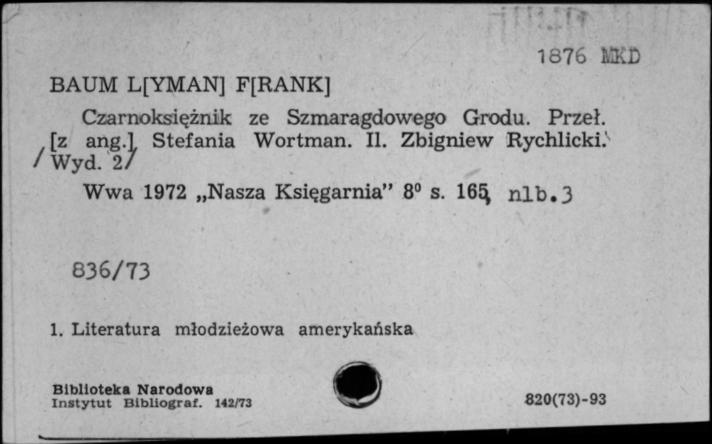 1876 MKD
BAUM L[YMAN] F[RANK]
Czarnoksiężnik ze Szmaragdowego Grodu. Przeł.
[z ang.] Stefania Wortman. Il. Zbigniew Rychlicki.
/Wyd. 2/
Wwa 1972 „Nasza Księgarnia” 8⁰ s. 165, nlb.3
836/73
1. Literatura młodzieżowa amerykańska
Biblioteka Narodowa
Instytut Bibliograf. 142/73
820(73)-93